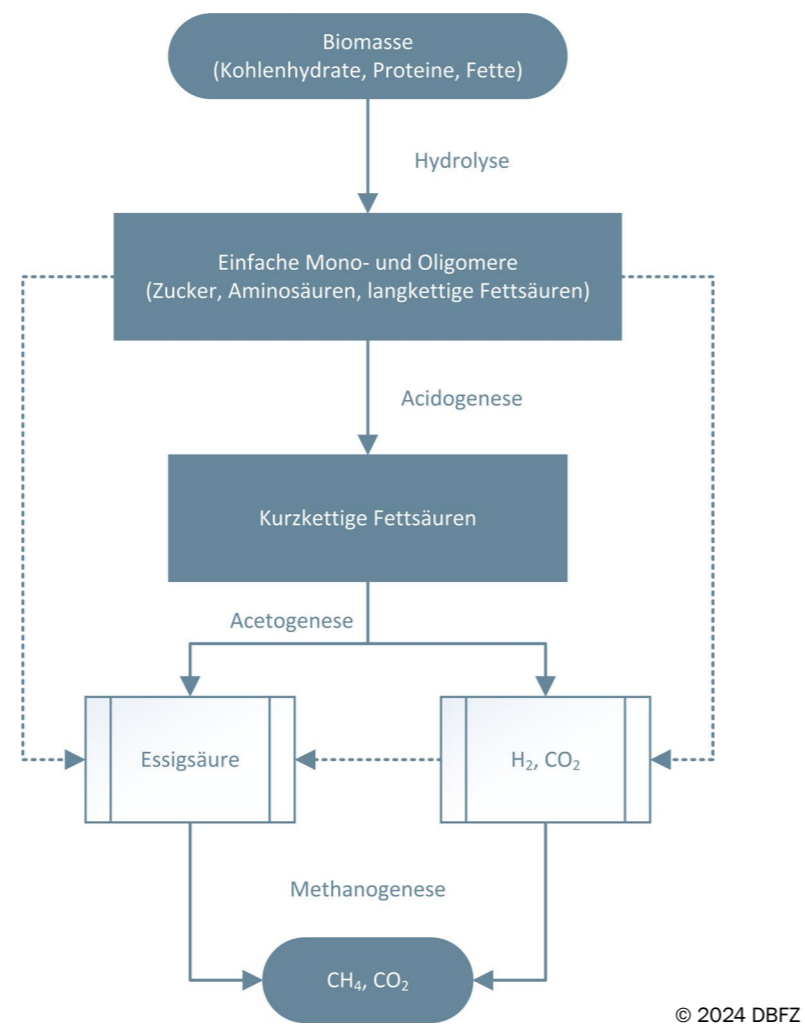 Biomasse
(Kohlenhydrate, Proteine, Fette)
Hydrolyse
Einfache Mono- und Oligomere
(Zucker, Aminosäuren, langkettige Fettsäuren)
Acidogenese
Kurzkettige Fettsäuren
Acetogenese
Essigsäure
H₂, CO₂
Methanogenese
CH₄, CO₂
© 2024 DBFZ